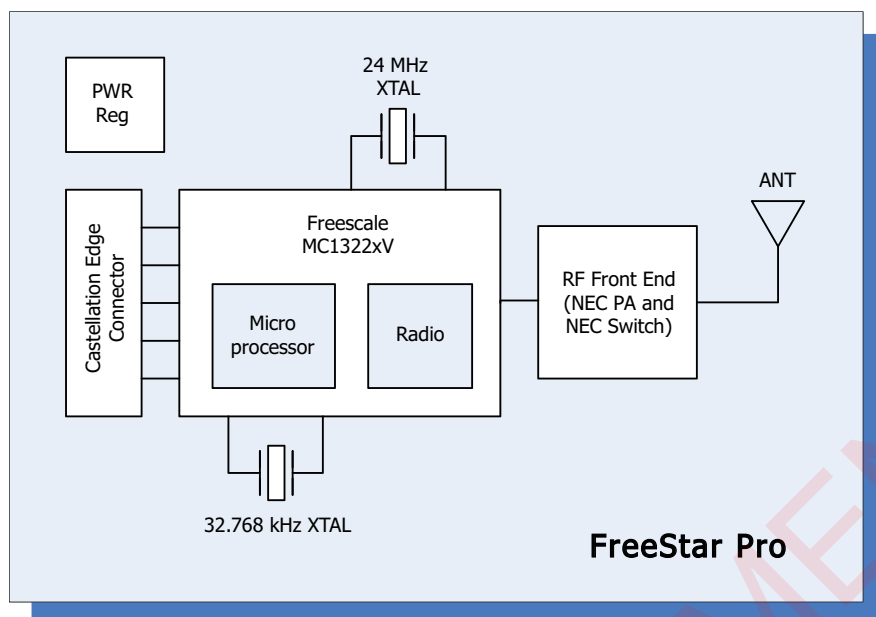 PWR
Reg
24 MHz
XTAL
Castellation Edge
Connector
Freescale
MC1322xV
Micro
processor
Radio
RF Front End
(NEC PA and
NEC Switch)
ANT
32.768 kHz XTAL
FreeStar Pro